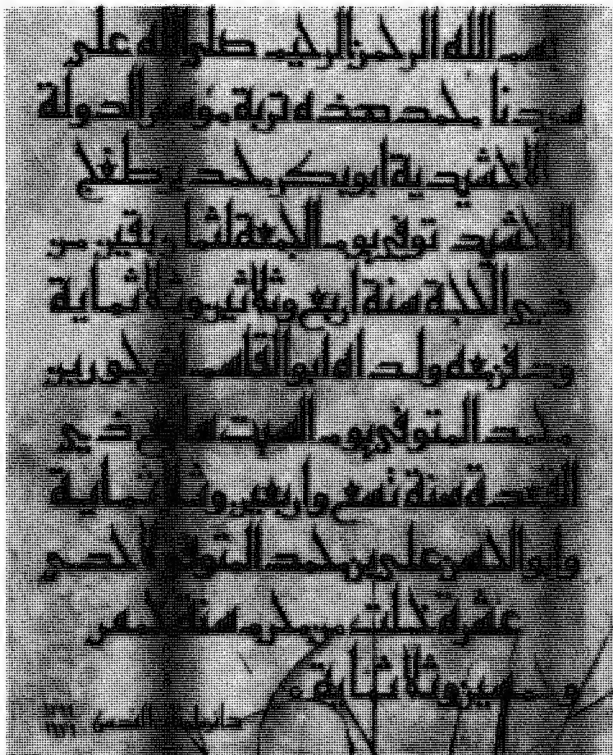 بسم الله الرحمن الرحيم صلى الله على
سيدنا محمد هذه تربة مؤسس الدولة
الاخشيدية ابو بكر محمد بن طغج
الاخشيد توفي يوم الجمعة لثمان بقين من
ذي الحجة سنة اربع وثلاثين وثلاثماية
ودفن معه ولداه ابو القاسم انوجور بن
محمد المتوفي يوم السبت سابع ذي
القعدة سنة تسع واربعين وثلاثماية
وابو الحسن علي بن محمد المتوفي لاحدى
عشرة خلت من محرم سنة خمس
وخمسين وثلاثماية
القدس